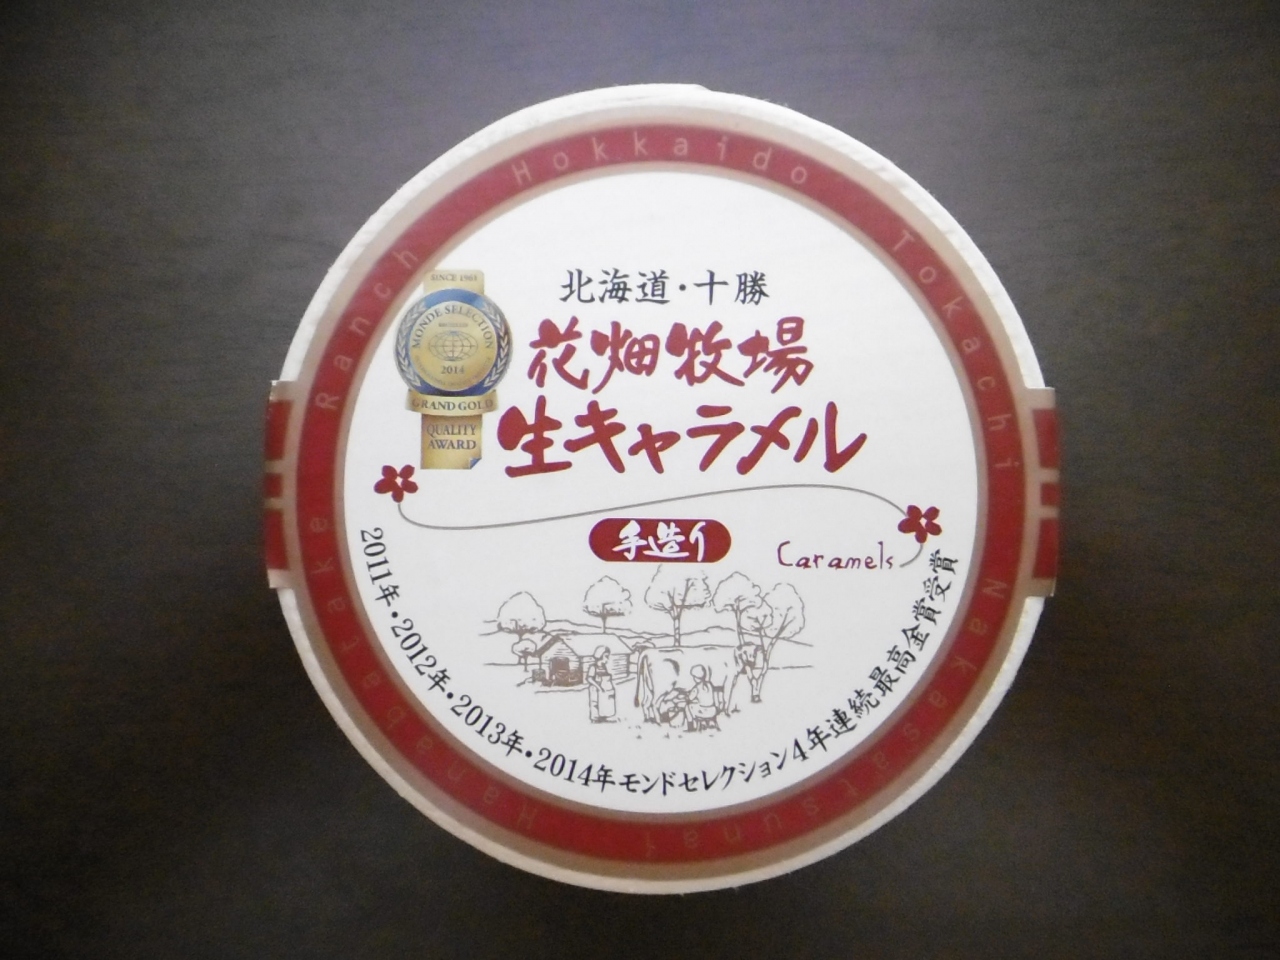 Hokkaido Tokachi Nakasatsunai Hanabatake Ranch
北海道・十勝
花畑牧場
生キャラメル
手造り
Caramels
SINCE 1961
MONDE SELECTION
2014
GRAND GOLD
QUALITY
AWARD
2011年・2012年・2013年・2014年モンドセレクション4年連続最高金賞受賞